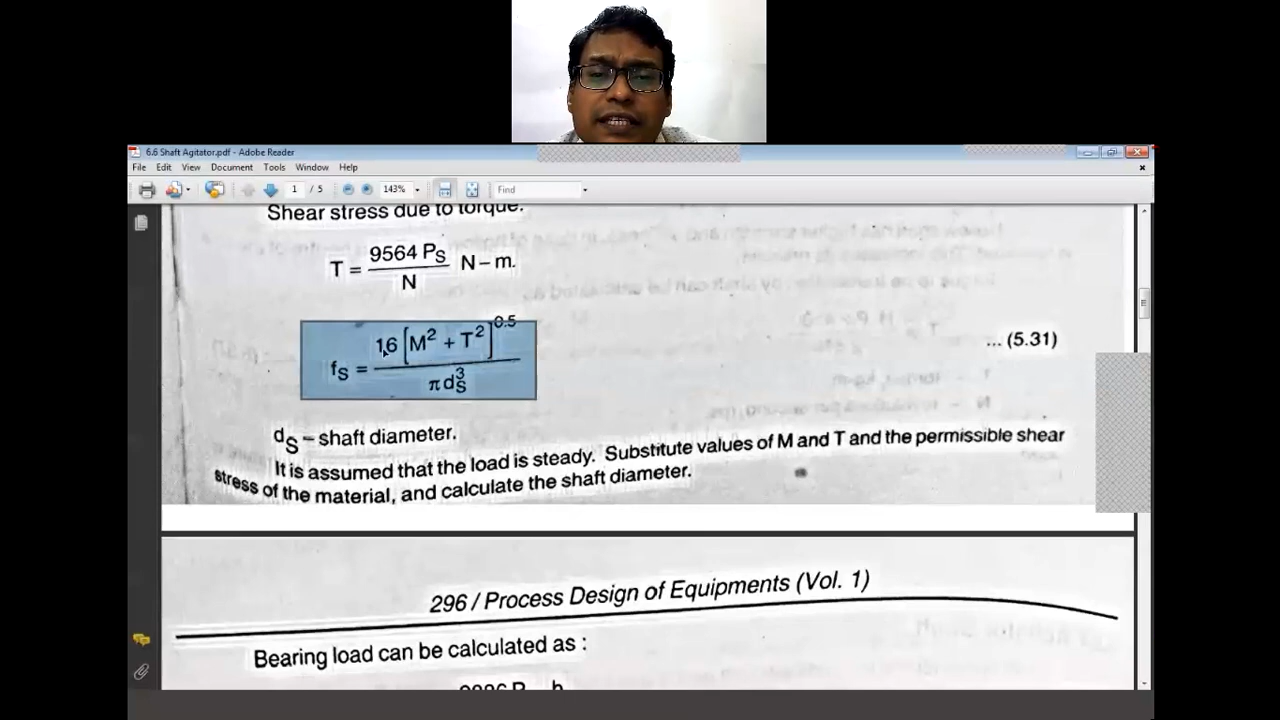 6.6 Shaft Agitator.pdf - Adobe Reader
File Edit View Document Tools Window Help
1 / 5 143% Find
Shear stress due to torque.
T = 9564 PS / N N – m.
fS = 16 [M² + T²]^0.5 / π dS³ ... (5.31)
dS – shaft diameter.
It is assumed that the load is steady. Substitute values of M and T and the permissible shear
stress of the material, and calculate the shaft diameter.
296 / Process Design of Equipments (Vol. 1)
Bearing load can be calculated as :